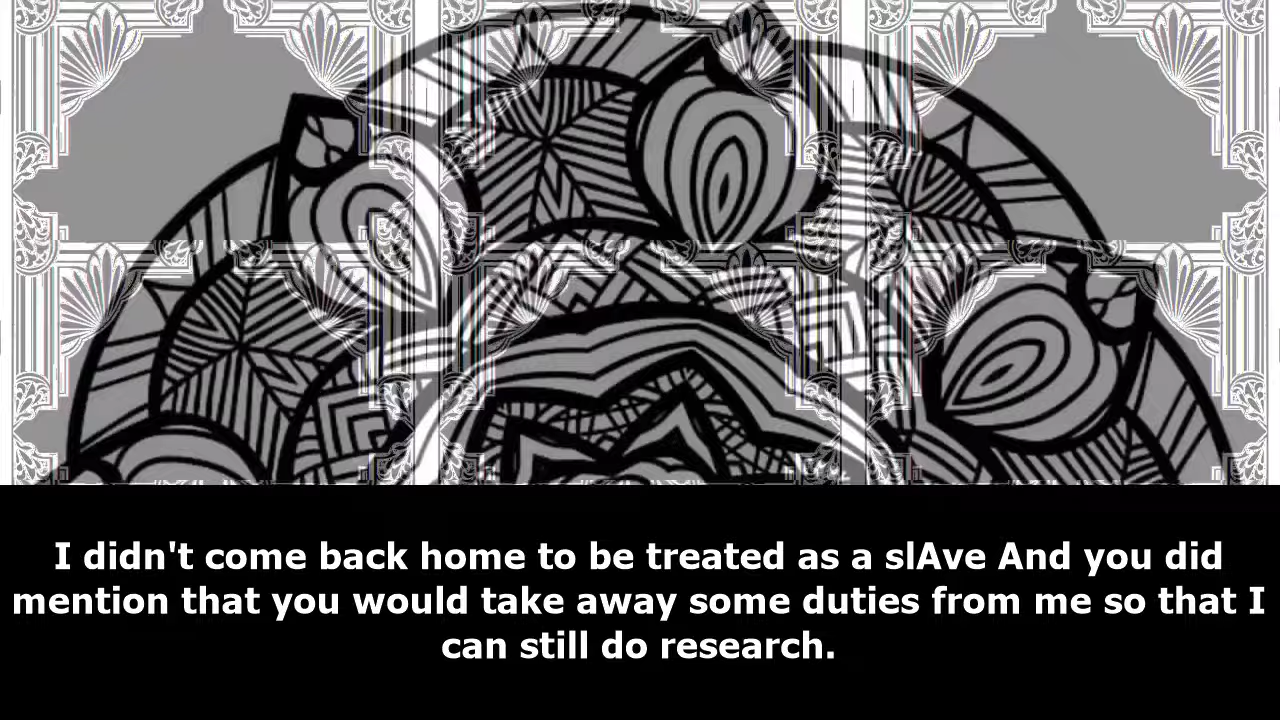 I didn't come back home to be treated as a slAve And you did
mention that you would take away some duties from me so that I
can still do research.